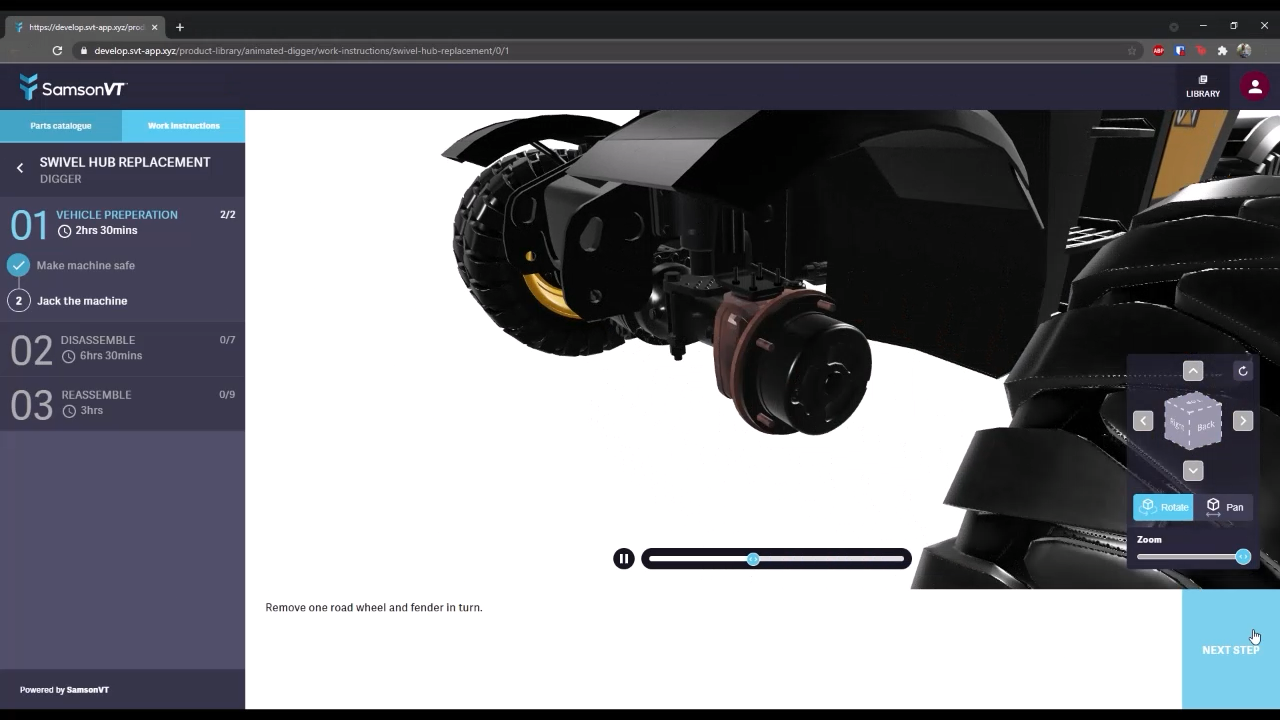 https://develop.svt-app.xyz/prod
develop.svt-app.xyz/product-library/animated-digger/work-instructions/swivel-hub-replacement/0/1
ABP
SamsonVT
LIBRARY
Parts catalogue
Work Instructions
SWIVEL HUB REPLACEMENT
DIGGER
01 VEHICLE PREPERATION 2/2
2hrs 30mins
Make machine safe
2 Jack the machine
02 DISASSEMBLE 0/7
6hrs 30mins
03 REASSEMBLE 0/9
3hrs
Right Back
Rotate Pan
Zoom
Remove one road wheel and fender in turn.
NEXT STEP
Powered by SamsonVT